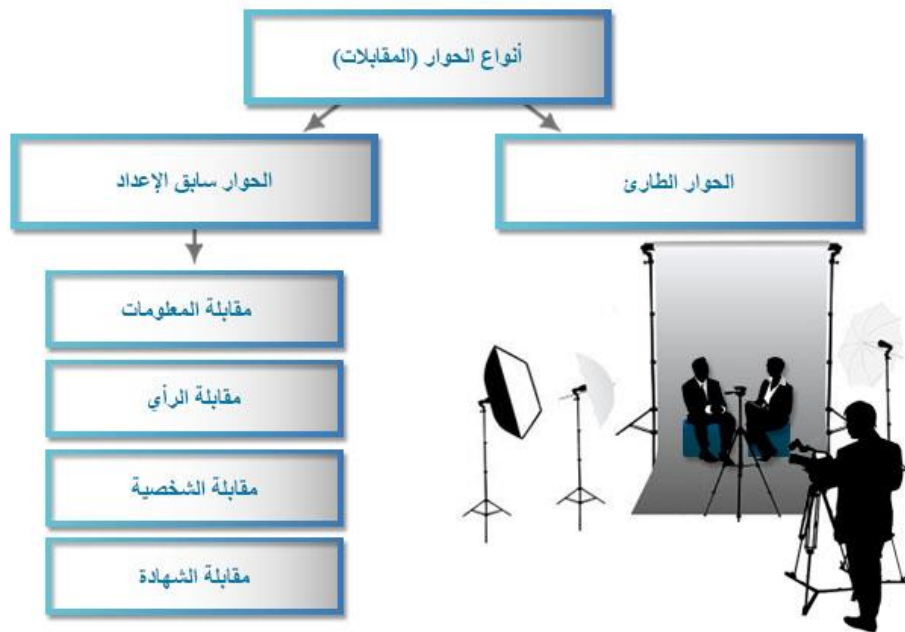 أنواع الحوار (المقابلات)
الحوار الطارئ
الحوار سابق الإعداد
مقابلة المعلومات
مقابلة الرأي
مقابلة الشخصية
مقابلة الشهادة